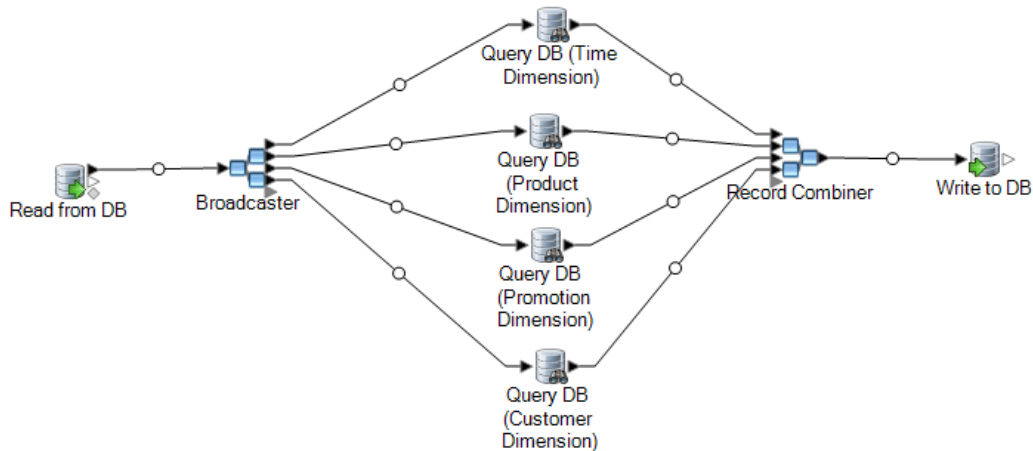 Read from DB
Broadcaster
Query DB (Time
Dimension)
Query DB
(Product
Dimension)
Query DB
(Promotion
Dimension)
Query DB
(Customer
Dimension)
Record Combiner
Write to DB